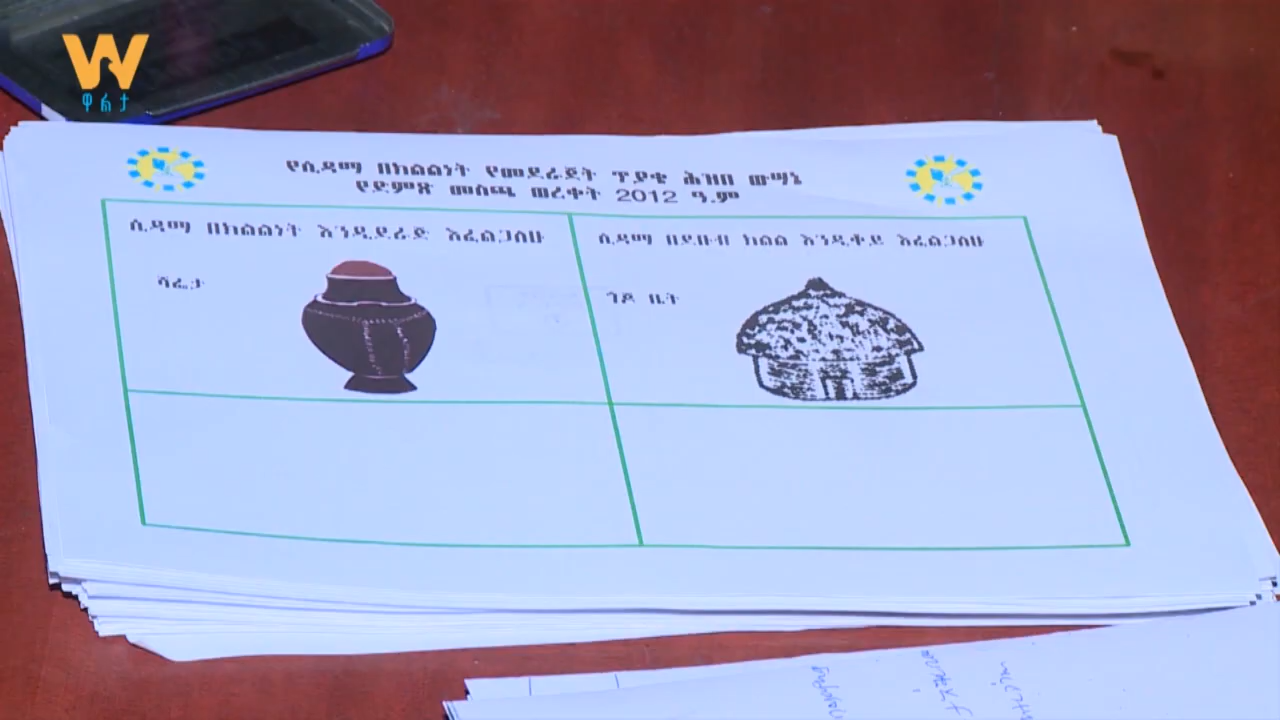 ዋልታ
የሲዳማ በክልልነት የመደራጀት ጥያቄ ሕዝበ ውሣኔ
የድምጽ መስጫ ወረቀት 2012 ዓ.ም
ሲዳማ በክልልነት እንዲደራጅ እፈልጋለሁ
ሻፌታ
ሲዳማ በደቡብ ክልል እንዲቆይ እፈልጋለሁ
ጎጆ ቤት